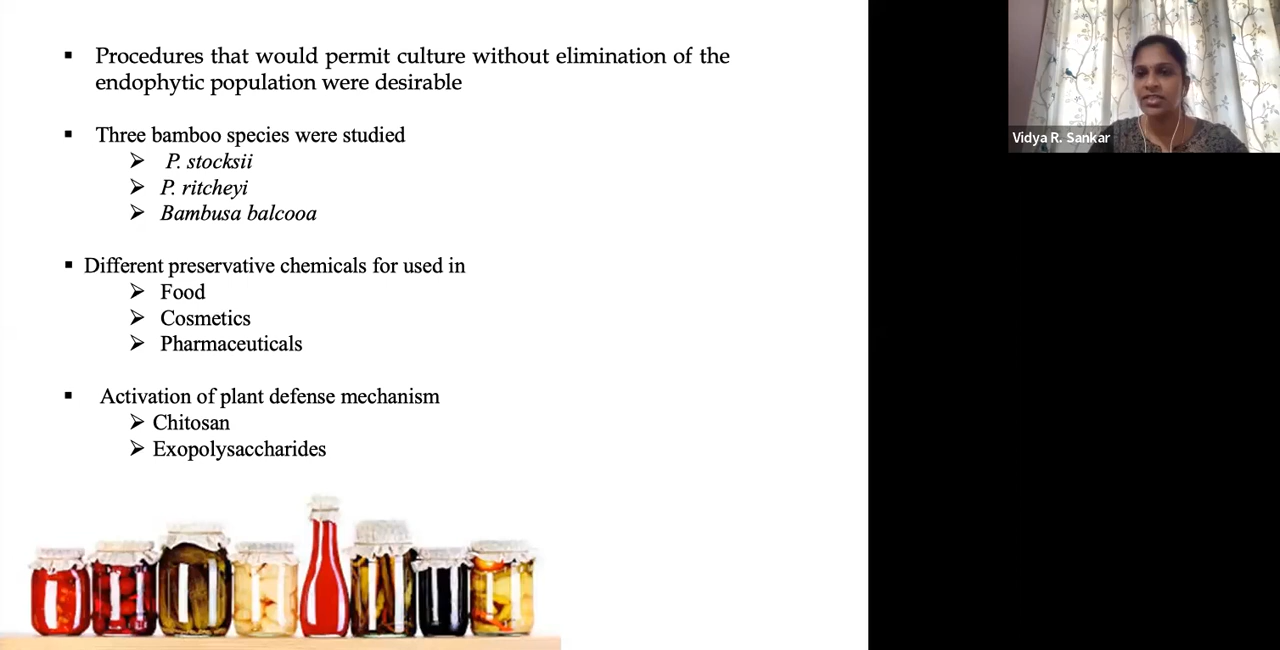 ▪ Procedures that would permit culture without elimination of the
endophytic population were desirable
▪ Three bamboo species were studied
➢ P. stocksii
➢ P. ritcheyi
➢ Bambusa balcooa
▪ Different preservative chemicals for used in
➢ Food
➢ Cosmetics
➢ Pharmaceuticals
▪ Activation of plant defense mechanism
➢ Chitosan
➢ Exopolysaccharides
Vidya R. Sankar